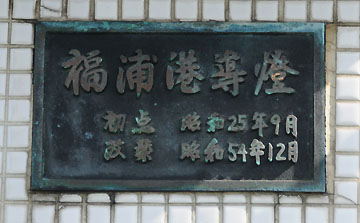 福浦港導燈
初点 昭和25年9月
改築 昭和54年12月